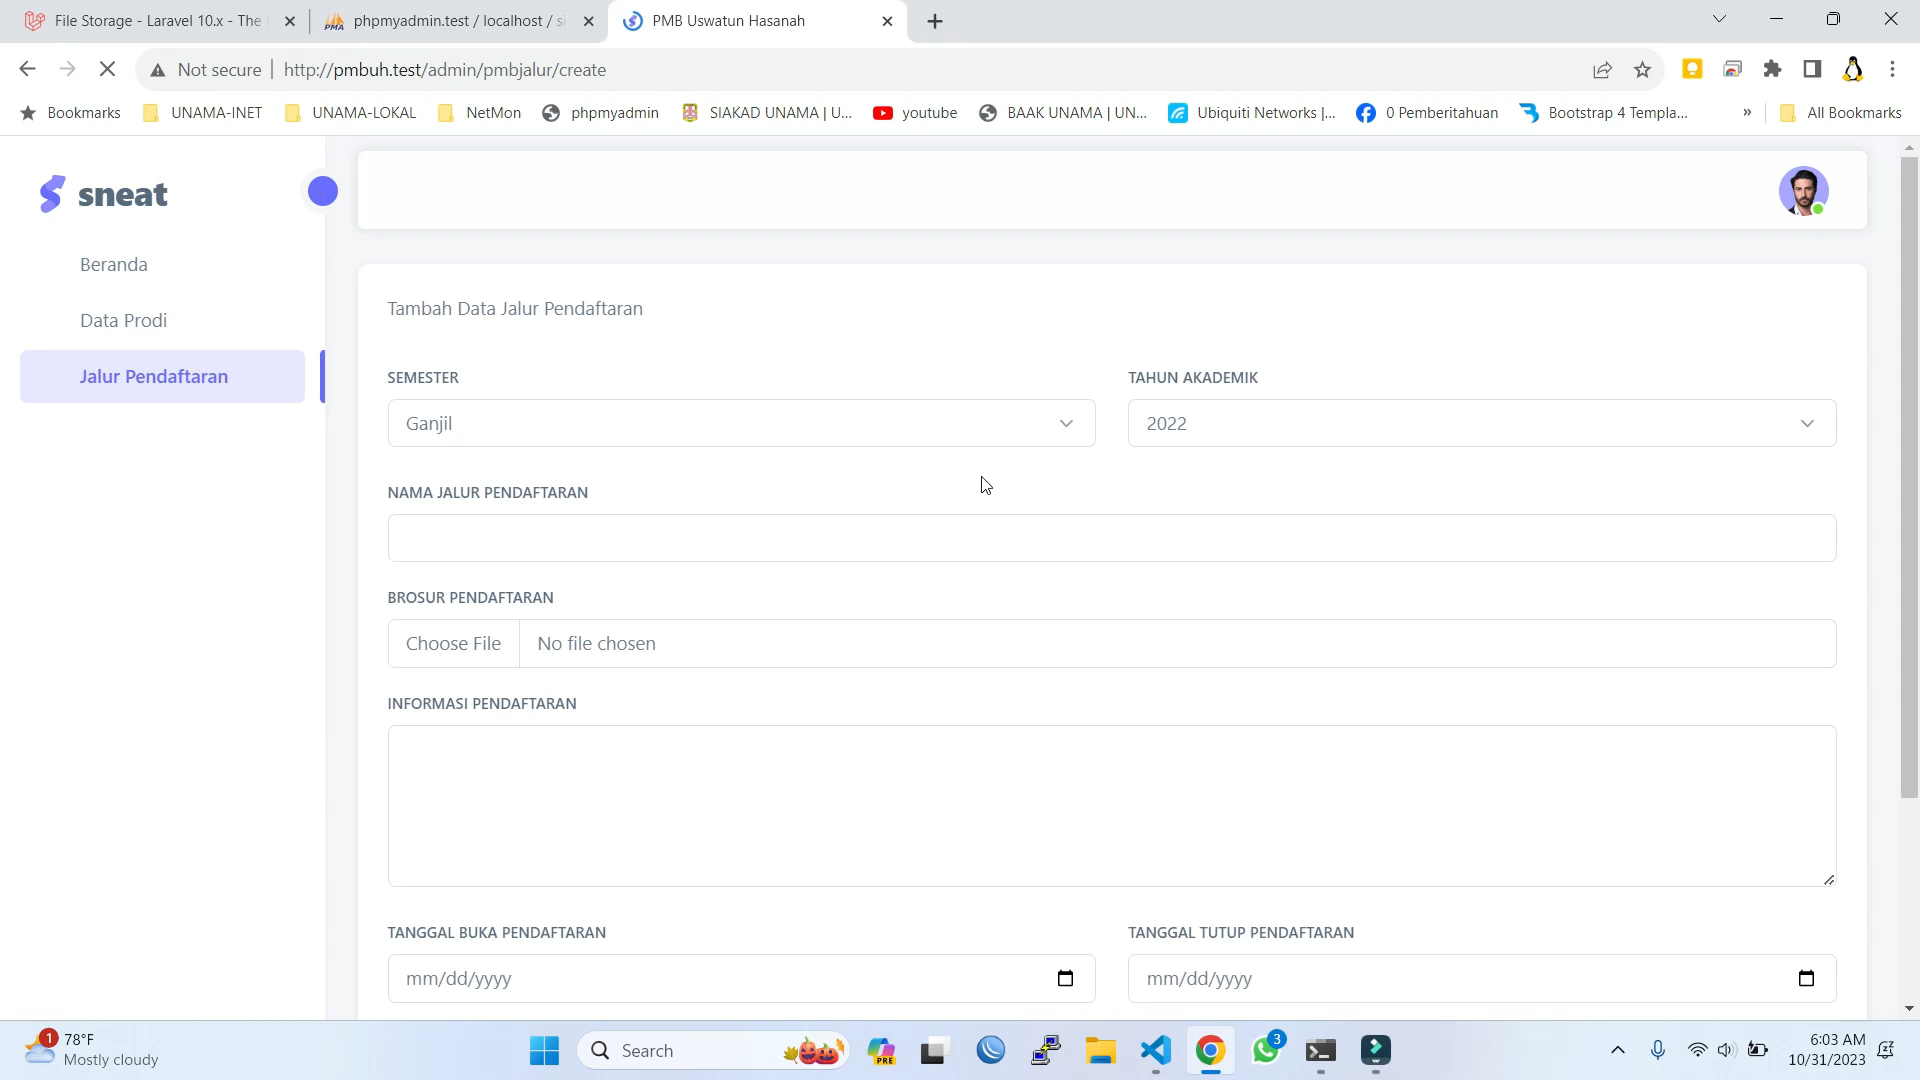 File Storage - Laravel 10.x - The
phpmyadmin.test / localhost / si
PMB Uswatun Hasanah
Not secure
http://pmbuh.test/admin/pmbjalur/create
Bookmarks
UNAMA-INET
UNAMA-LOKAL
NetMon
phpmyadmin
SIAKAD UNAMA | U...
youtube
BAAK UNAMA | UN...
Ubiquiti Networks |...
0 Pemberitahuan
Bootstrap 4 Templa...
»
All Bookmarks
sneat
Beranda
Data Prodi
Jalur Pendaftaran
Tambah Data Jalur Pendaftaran
SEMESTER
TAHUN AKADEMIK
Ganjil
2022
NAMA JALUR PENDAFTARAN
BROSUR PENDAFTARAN
Choose File
No file chosen
INFORMASI PENDAFTARAN
TANGGAL BUKA PENDAFTARAN
TANGGAL TUTUP PENDAFTARAN
mm/dd/yyyy
mm/dd/yyyy
1
78°F
Mostly cloudy
Search
PRE
3
6:03 AM
10/31/2023